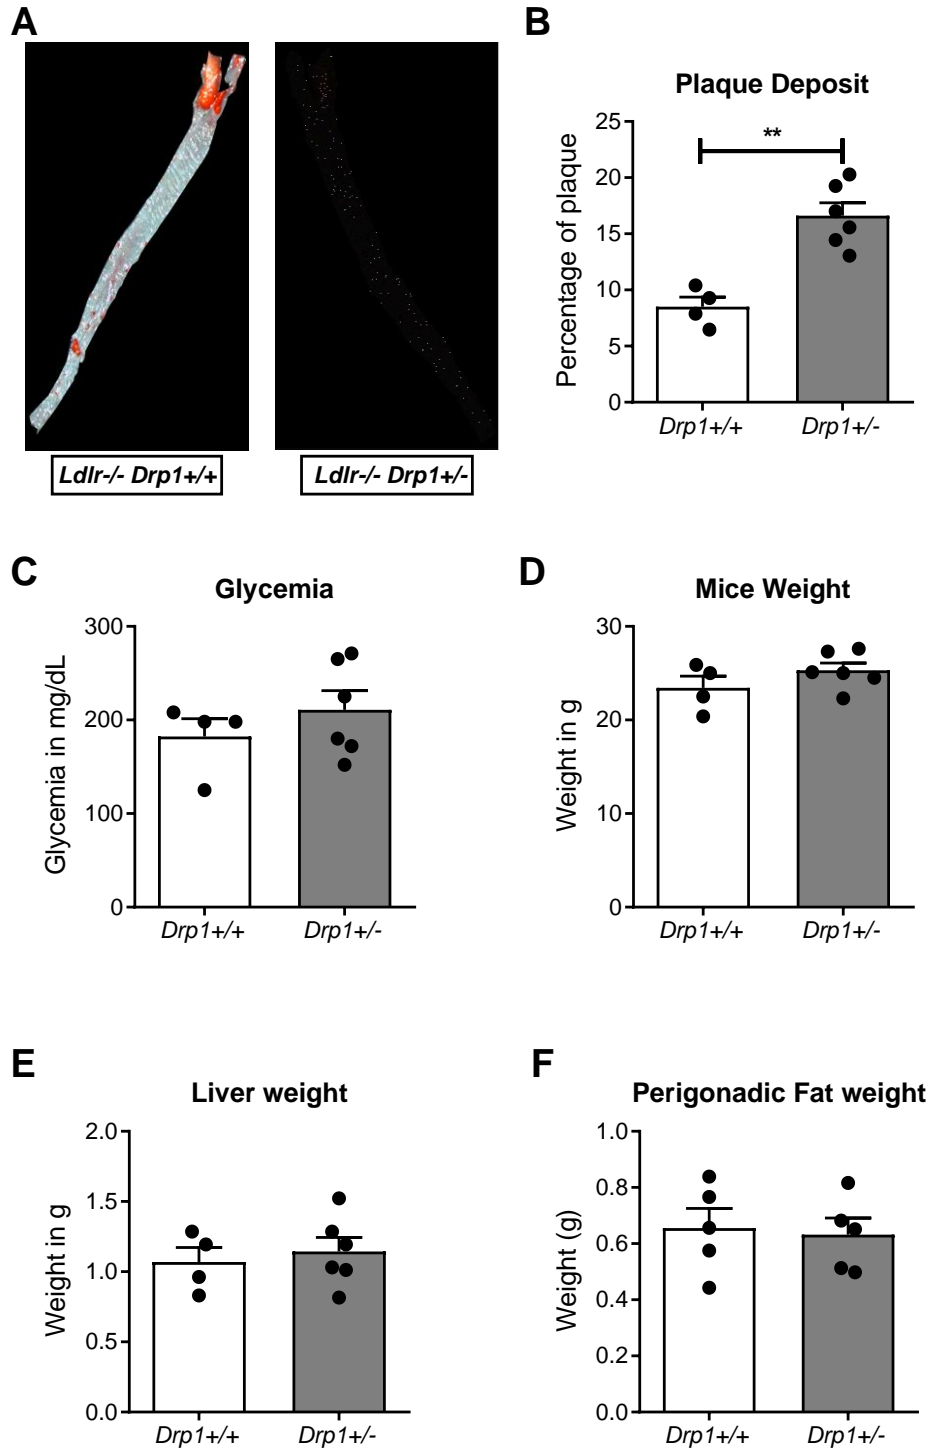 A
Ldlr-/- Drp1+/+
Ldlr-/- Drp1+/-
B
Plaque Deposit
Percentage of plaque
25
20
15
10
5
0
**
Drp1+/+
Drp1+/-
C
Glycemia
Glycemia in mg/dL
300
200
100
0
Drp1+/+
Drp1+/-
D
Mice Weight
Weight in g
30
20
10
0
Drp1+/+
Drp1+/-
E
Liver weight
Weight in g
2.0
1.5
1.0
0.5
0.0
Drp1+/+
Drp1+/-
F
Perigonadic Fat weight
Weight (g)
1.0
0.8
0.6
0.4
0.2
0.0
Drp1+/+
Drp1+/-